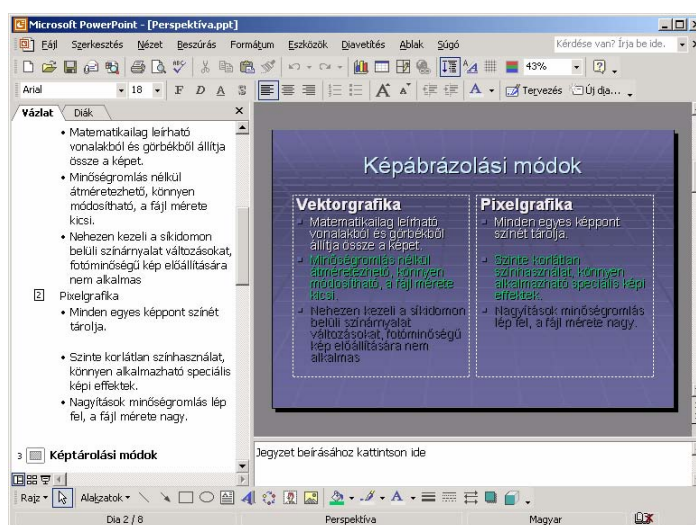 Microsoft PowerPoint - [Perspektíva.ppt]
Fájl Szerkesztés Nézet Beszúrás Formátum Eszközök Diavetítés Ablak Súgó Kérdése van? Írja be ide.
43%
Arial 18 F D A S A A A Tervezés Új dia...
Vázlat Diák
• Matematikailag leírható
vonalakból és görbékből állítja
össze a képet.
• Minőségromlás nélkül
átméretezhető, könnyen
módosítható, a fájl mérete
kicsi.
• Nehezen kezeli a síkidomon
belüli színárnyalat változásokat,
fotóminőségű kép előállítására
nem alkalmas
2 Pixelgrafika
• Minden egyes képpont színét
tárolja.
• Szinte korlátlan színhasználat,
könnyen alkalmazható speciális
képi effektek.
• Nagyítások minőségromlás lép
fel, a fájl mérete nagy.
3 Képtárolási módok
Képábrázolási módok
Vektorgrafika
Matematikailag leírható
vonalakból és görbékből
állítja össze a képet.
Minőségromlás nélkül
átméretezhető, könnyen
módosítható, a fájl mérete
kicsi.
Nehezen kezeli a síkidomon
belüli színárnyalat
változásokat, fotóminőségű
kép előállítására nem
alkalmas
Pixelgrafika
Minden egyes képpont
színét tárolja.
Szinte korlátlan
színhasználat, könnyen
alkalmazható speciális képi
effektek.
Nagyítások minőségromlás
lép fel, a fájl mérete nagy.
Jegyzet beírásához kattintson ide
Rajz Alakzatok
Dia 2 / 8 Perspektíva Magyar